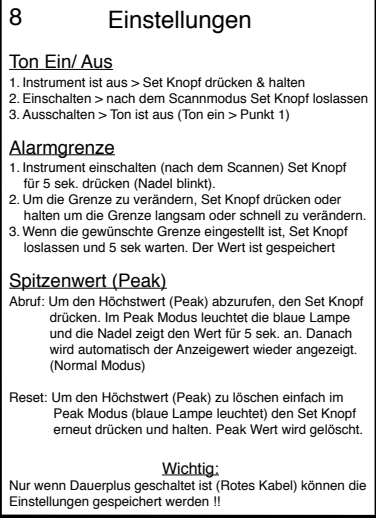 8 Einstellungen
Ton Ein/ Aus
1. Instrument ist aus > Set Knopf drücken & halten
2. Einschalten > nach dem Scannmodus Set Knopf loslassen
3. Ausschalten > Ton ist aus (Ton ein > Punkt 1)
Alarmgrenze
1. Instrument einschalten (nach dem Scannen) Set Knopf
für 5 sek. drücken (Nadel blinkt).
2. Um die Grenze zu verändern, Set Knopf drücken oder
halten um die Grenze langsam oder schnell zu verändern.
3. Wenn die gewünschte Grenze eingestellt ist, Set Knopf
loslassen und 5 sek warten. Der Wert ist gespeichert
Spitzenwert (Peak)
Abruf: Um den Höchstwert (Peak) abzurufen, den Set Knopf
drücken. Im Peak Modus leuchtet die blaue Lampe
und die Nadel zeigt den Wert für 5 sek. an. Danach
wird automatisch der Anzeigewert wieder angezeigt.
(Normal Modus)
Reset: Um den Höchstwert (Peak) zu löschen einfach im
Peak Modus (blaue Lampe leuchtet) den Set Knopf
erneut drücken und halten. Peak Wert wird gelöscht.
Wichtig:
Nur wenn Dauerplus geschaltet ist (Rotes Kabel) können die
Einstellungen gespeichert werden !!